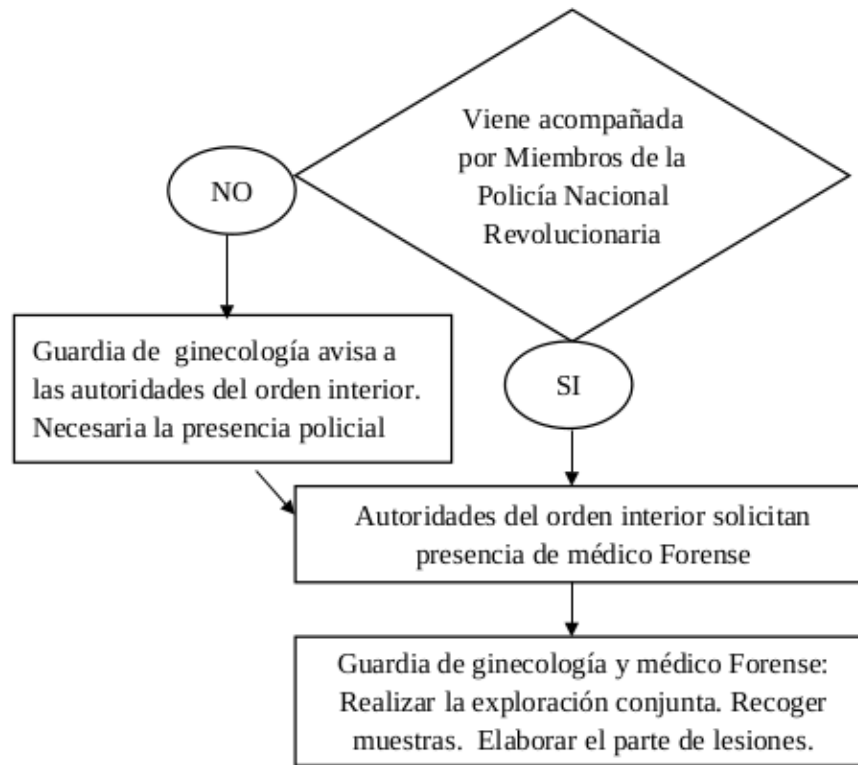 Viene acompañada
por Miembros de la
Policía Nacional
Revolucionaria
NO
Guardia de ginecología avisa a
las autoridades del orden interior.
Necesaria la presencia policial
SI
Autoridades del orden interior solicitan
presencia de médico Forense
Guardia de ginecología y médico Forense:
Realizar la exploración conjunta. Recoger
muestras. Elaborar el parte de lesiones.